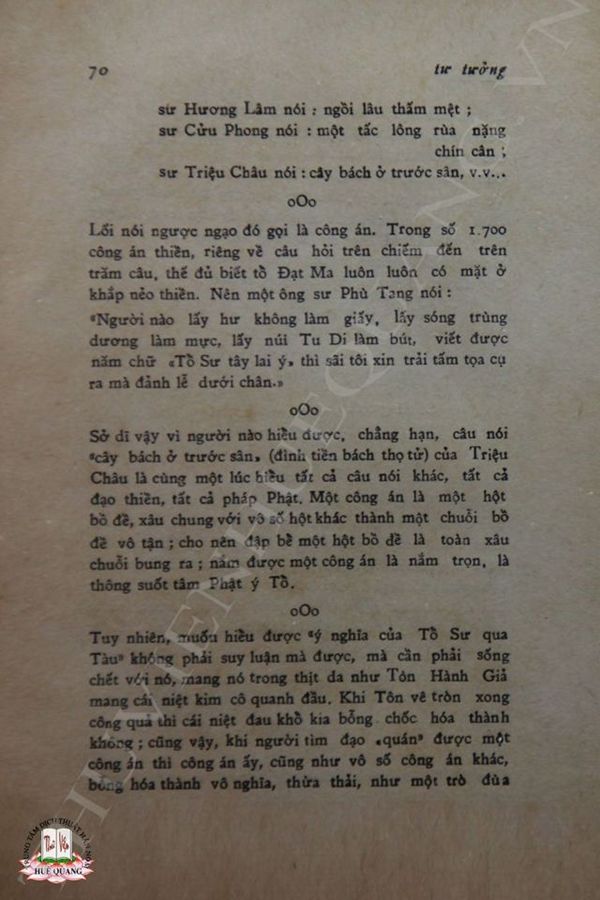 70 tư tưởng
sư Hương Lâm nói : ngồi lâu thấm mệt ;
sư Cửu Phong nói : một tấc lông rùa nặng
chín cân ;
sư Triệu Châu nói : cây bách ở trước sân, v.v...
oOo
Lối nói ngược ngạo đó gọi là công án. Trong số 1.700
công án thiền, riêng về câu hỏi trên chiếm đến trên
trăm câu, thế đủ biết tổ Đạt Ma luôn luôn có mặt ở
khắp nẻo thiền. Nên một ông sư Phù Tang nói :
«Người nào lấy hư không làm giấy, lấy sóng trùng
dương làm mực, lấy núi Tu Di làm bút, viết được
năm chữ «Tổ Sư tây lai ý» thì sãi tôi xin trải tấm tọa cụ
ra mà đảnh lễ dưới chân.»
oOo
Sở dĩ vậy vì người nào hiểu được, chẳng hạn, câu nói
«cây bách ở trước sân» (đình tiền bách thọ tử) của Triệu
Châu là cùng một lúc hiểu tất cả câu nói khác, tất cả
đạo thiền, tất cả pháp Phật. Một công án là một hột
bồ đề, xâu chung với vô số hột khác thành một chuỗi bồ
đề vô tận ; cho nên đập bể một hột bồ đề là toàn xâu
chuỗi bung ra ; nắm được một công án là nắm trọn, là
thông suốt tâm Phật ý Tổ.
oOo
Tuy nhiên, muốn hiểu được «ý nghĩa của Tổ Sư qua
Tàu» không phải suy luận mà được, mà cần phải sống
chết với nó, mang nó trong thịt da như Tôn Hành Giả
mang cái niệt kim cô quanh đầu. Khi Tôn vê tròn xong
công quả thì cái niệt đau khổ kia bỗng chốc hóa thành
không ; cũng vậy, khi người tìm đạo «quán» được một
công án thì công án ấy, cũng như vô số công án khác,
bỗng hóa thành vô nghĩa, thừa thải, như một trò đùa
TRUNG TÂM DỊCH THUẬT HÁN NÔM
HUỆ QUANG